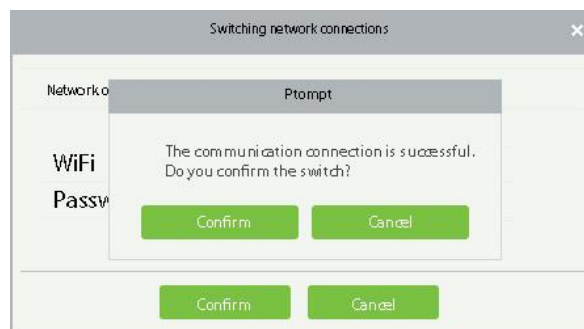 Switching network connections
×
Network o
Ptompt
The communication connection is successful.
Do you confirm the switch?
WiFi
Passw
Confirm Cancel
Confirm Cancel